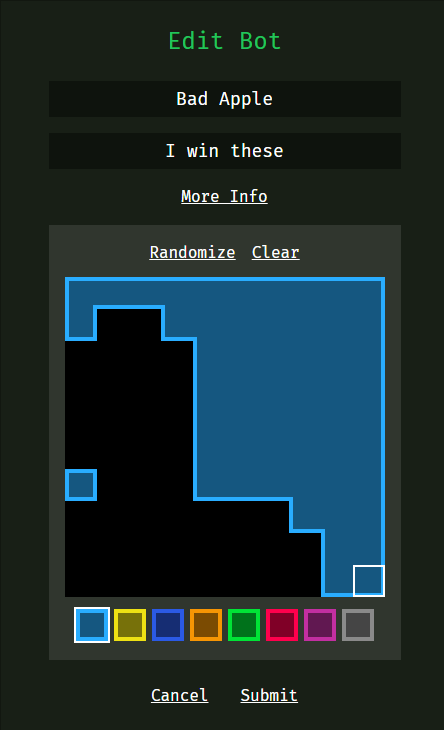 Edit Bot
Bad Apple
I win these
More Info
Randomize Clear
Cancel Submit